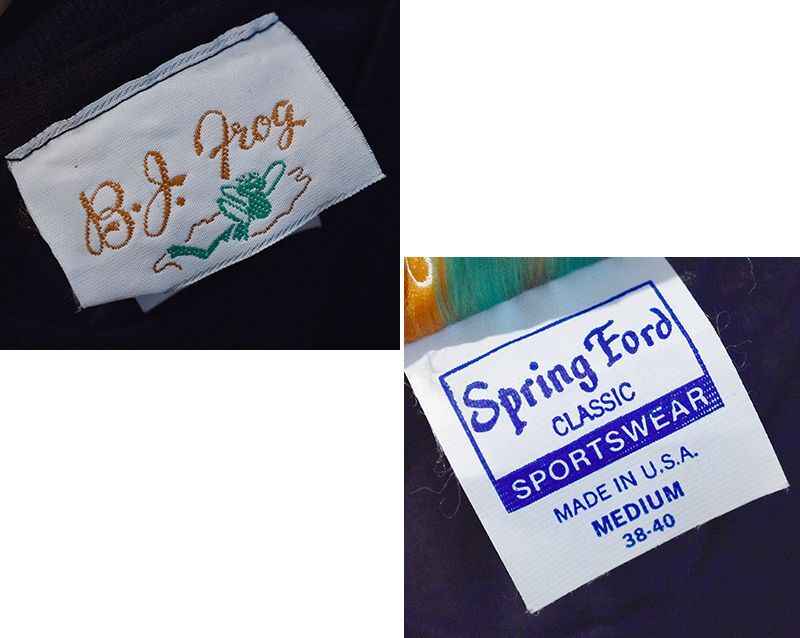 B.J. Frog
Spring Ford
CLASSIC
SPORTSWEAR
MADE IN U.S.A.
MEDIUM
38-40